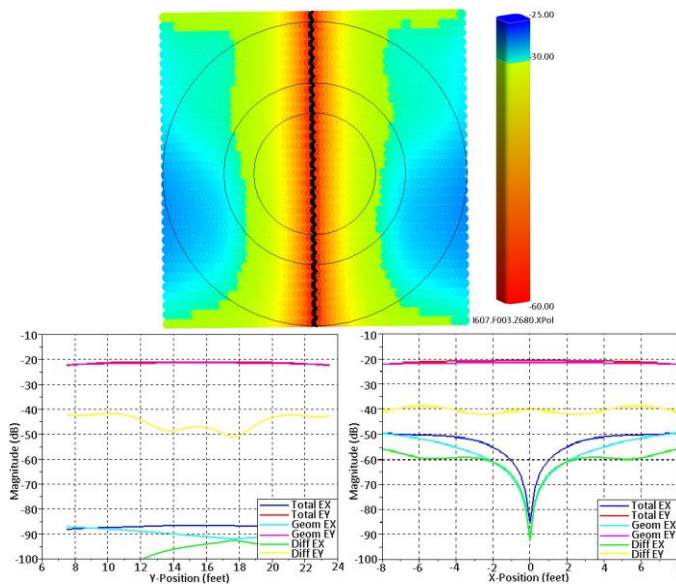 -25.00
-30.00
-60.00
I607.F003.Z680.XPol
-10
-20
-30
-40
-50
-60
-70
-80
-90
-100
Magnitude (dB)
6 8 10 12 14 16 18 20 22 24
Y-Position (feet)
Total EX
Total EY
Geom EX
Geom EY
Diff EX
Diff EY
-10
-20
-30
-40
-50
-60
-70
-80
-90
-100
Magnitude (dB)
-8 -6 -4 -2 0 2 4 6
X-Position (feet)
Total EX
Total EY
Geom EX
Geom EY
Diff EX
Diff EY